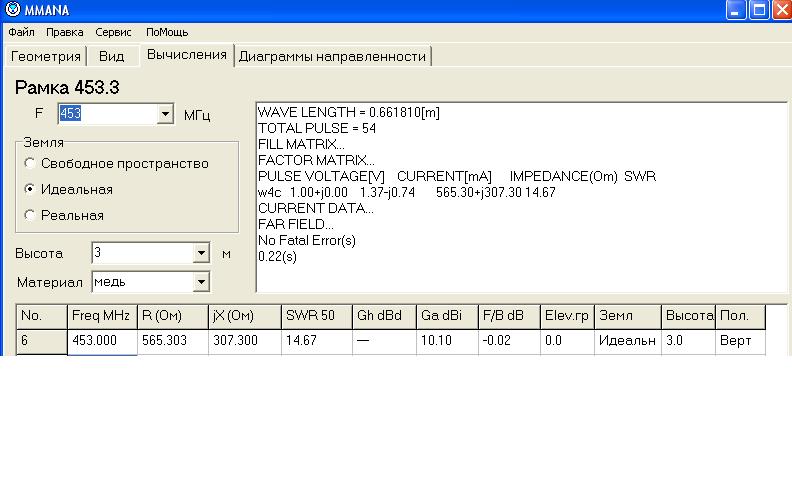 MMANA
Файл Правка Сервис ПоМощь
Геометрия Вид Вычисления Диаграммы направленности
Рамка 453.3
F 453 МГц
Земля
Свободное пространство
Идеальная
Реальная
Высота 3 м
Материал медь
WAVE LENGTH = 0.661810[m]
TOTAL PULSE = 54
FILL MATRIX...
FACTOR MATRIX...
PULSE VOLTAGE[V] CURRENT[mA] IMPEDANCE(Om) SWR
w4c 1.00+j0.00 1.37-j0.74 565.30+j307.30 14.67
CURRENT DATA...
FAR FIELD...
No Fatal Error(s)
0.22(s)
No. Freq MHz R (Ом) jX (Ом) SWR 50 Gh dBd Ga dBi F/B dB Elev.гр Земл Высота Пол.
6 453.000 565.303 307.300 14.67 — 10.10 -0.02 0.0 Идеальн 3.0 Верт